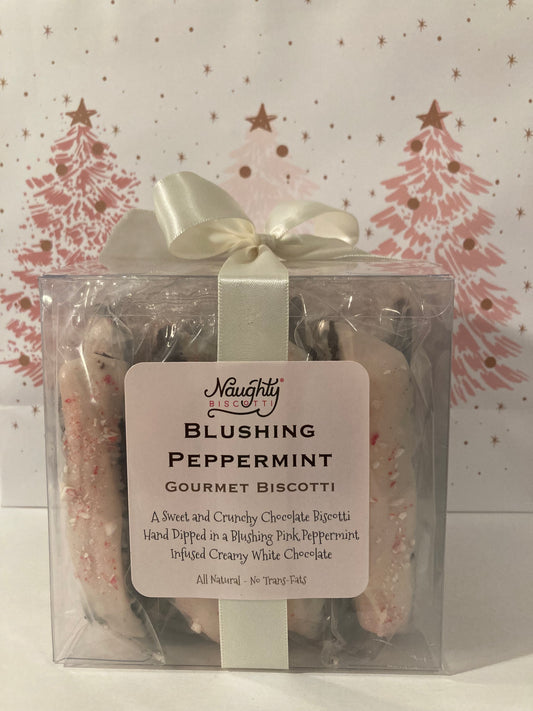 Naughty®
BISCOTTI
BLUSHING
PEPPERMINT
GOURMET BISCOTTI
A Sweet and Crunchy Chocolate Biscotti
Hand Dipped in a Blushing Pink Peppermint
Infused Creamy White Chocolate
All Natural - No Trans-Fats